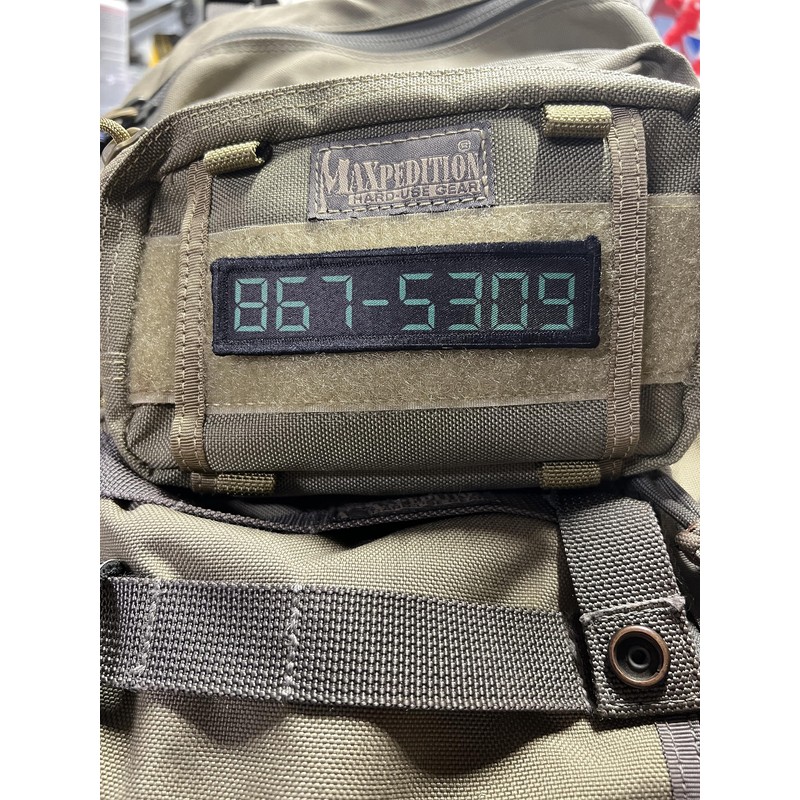 MAXPEDITION®
HARD-USE GEAR
867-5309